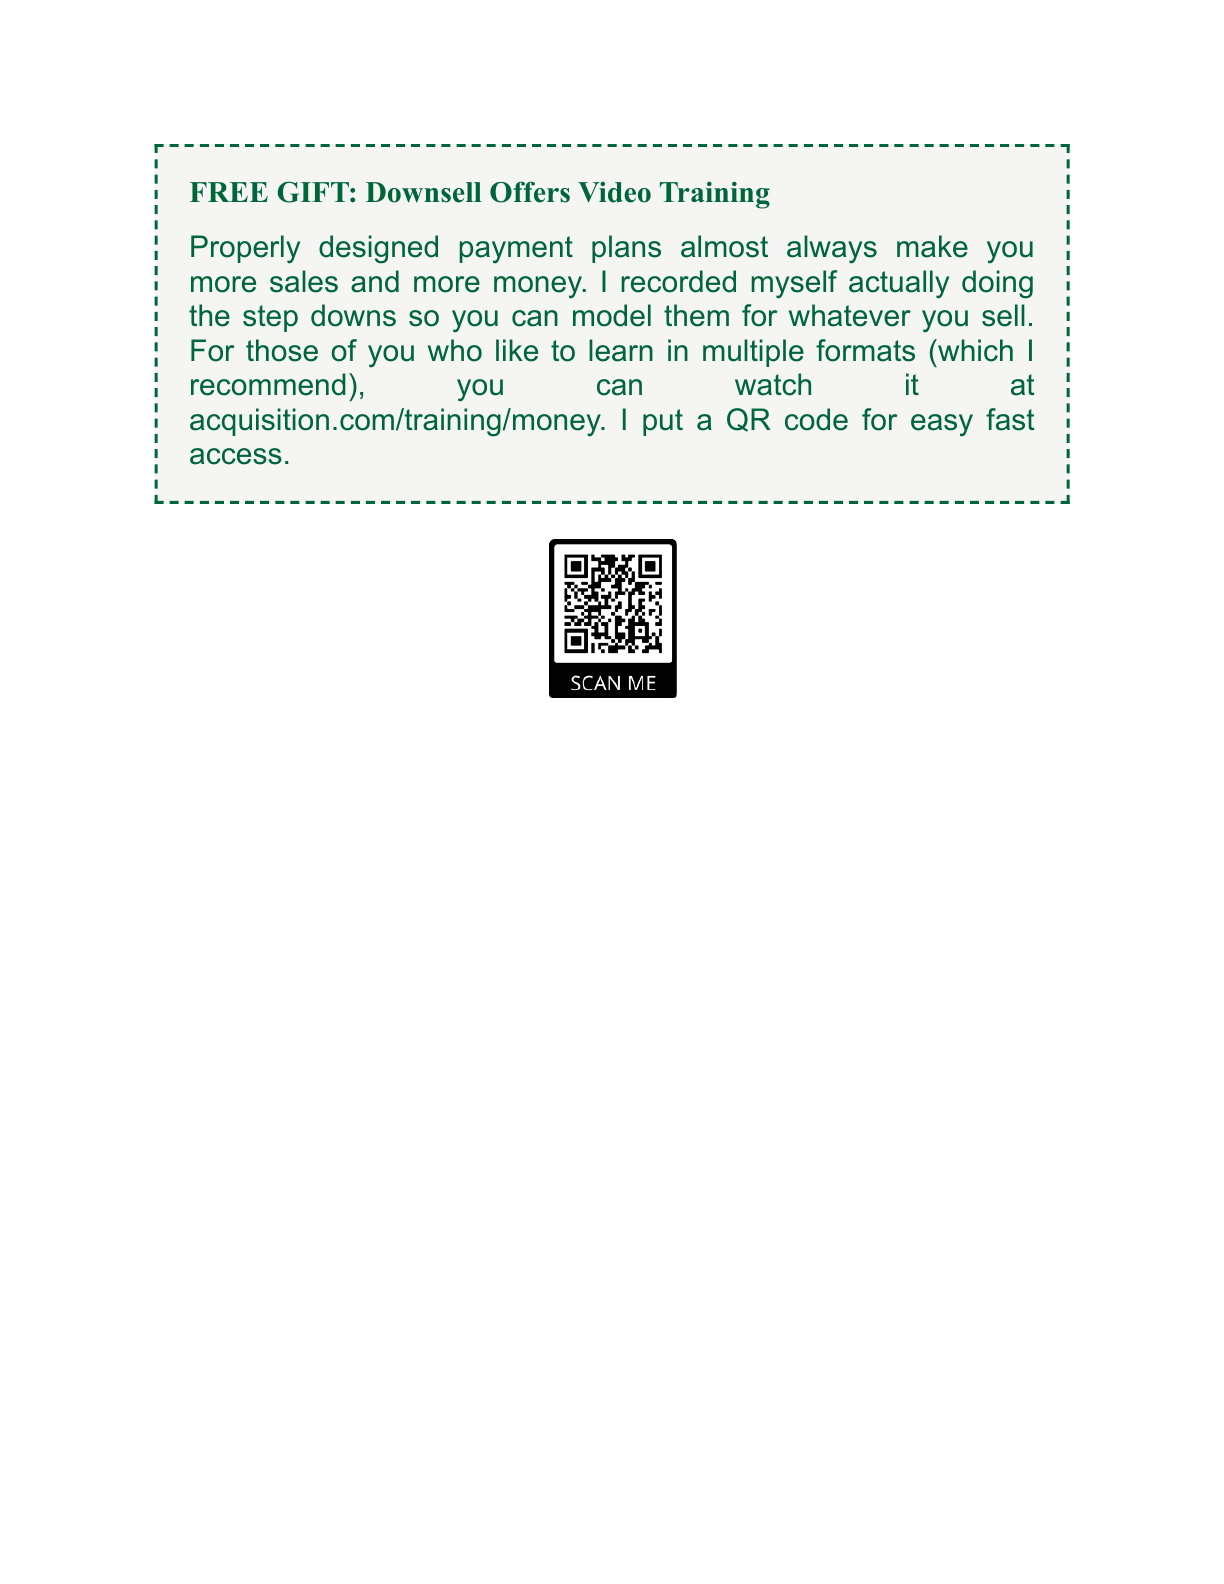 FREE GIFT: Downsell Offers Video Training
Properly designed payment plans almost always make you
more sales and more money. I recorded myself actually doing
the step downs so you can model them for whatever you sell.
For those of you who like to learn in multiple formats (which I
recommend), you can watch it at
acquisition.com/training/money. I put a QR code for easy fast
access.
SCAN ME